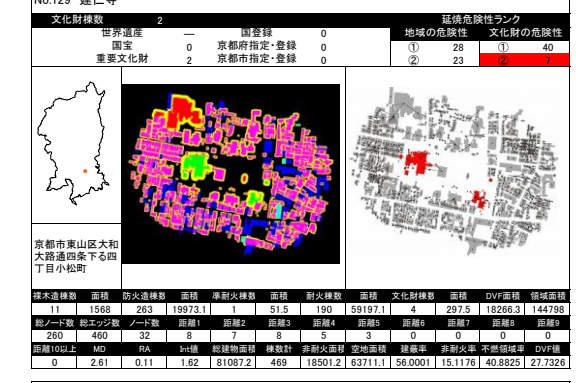 No.129 建仁寺
文化財棟数 2 延焼危険性ランク
世界遺産 — 国登録 0 地域の危険性 文化財の危険性
国宝 0 京都府指定・登録 0 ① 28 ① 40
重要文化財 2 京都市指定・登録 0 ② 23 ② 7
京都市東山区大和
大路通四条下る四
丁目小松町
裸木造棟数 面積 防火造棟数 面積 準耐火棟数 面積 耐火棟数 面積 文化財棟数 面積 DVF面積 領域面積
11 1568 263 19973.1 1 51.5 190 59197.1 4 297.5 18266.3 144798
総ノード数 総エッジ数 ノード数 距離1 距離2 距離3 距離4 距離5 距離6 距離7 距離8 距離9
260 460 32 8 7 8 5 3 0 0 0 0
距離10以上 MD RA Int値 総建物面積 棟数計 非耐火面積 空地面積 建蔽率 非耐火率 不燃領域率 DVF値
0 2.61 0.11 1.62 81087.2 469 18501.2 63711.1 56.0001 15.1176 40.8825 27.7326